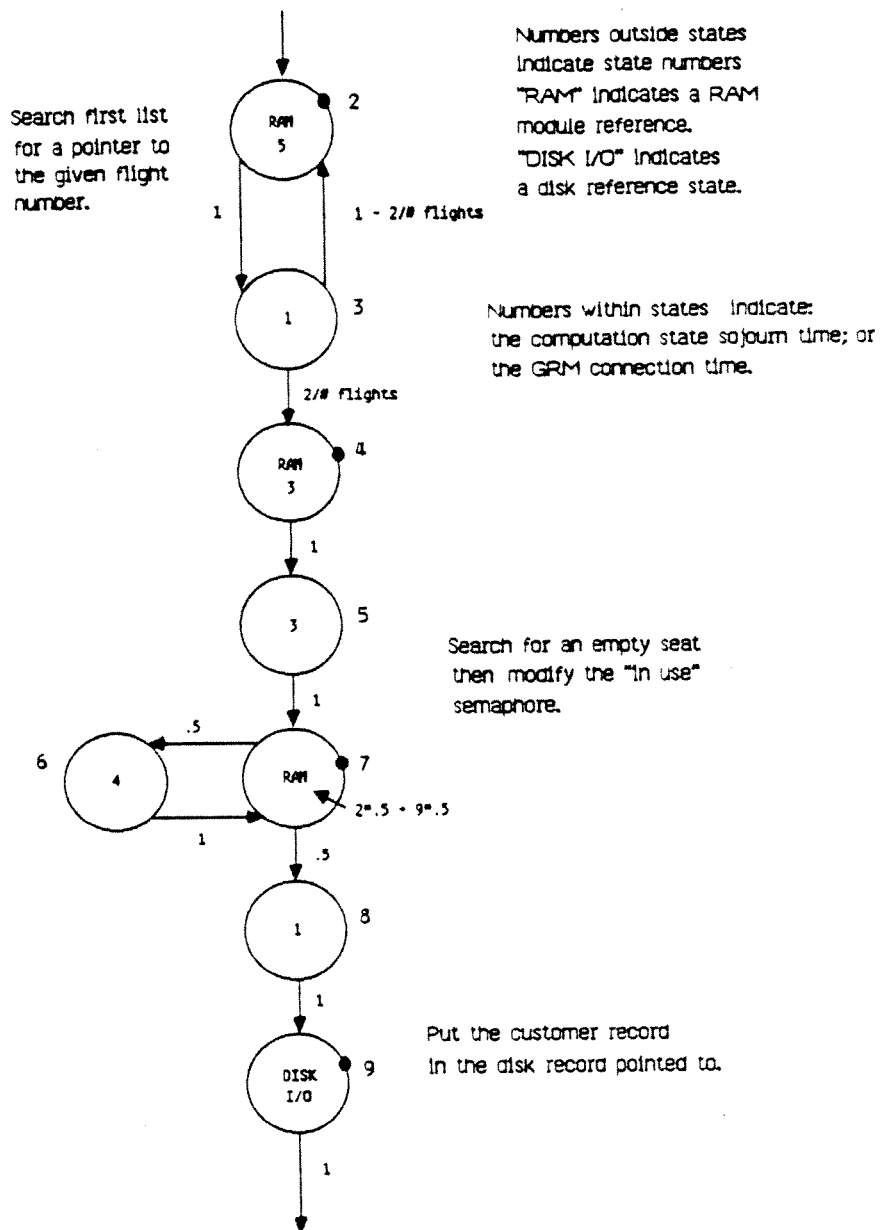 Numbers outside states
indicate state numbers
"RAM" indicates a RAM
module reference.
"DISK I/O" indicates
a disk reference state.
Search first list
for a pointer to
the given flight
number.
RAM
5
2
1
1 - 2/# flights
1
3
Numbers within states indicate:
the computation state sojourn time; or
the GRM connection time.
2/# flights
RAM
3
4
1
3
5
Search for an empty seat
then modify the "in use"
semaphore.
1
.5
6
4
RAM
7
2*.5 + 9*.5
1
.5
1
8
1
Put the customer record
in the disk record pointed to.
DISK
I/O
9
1